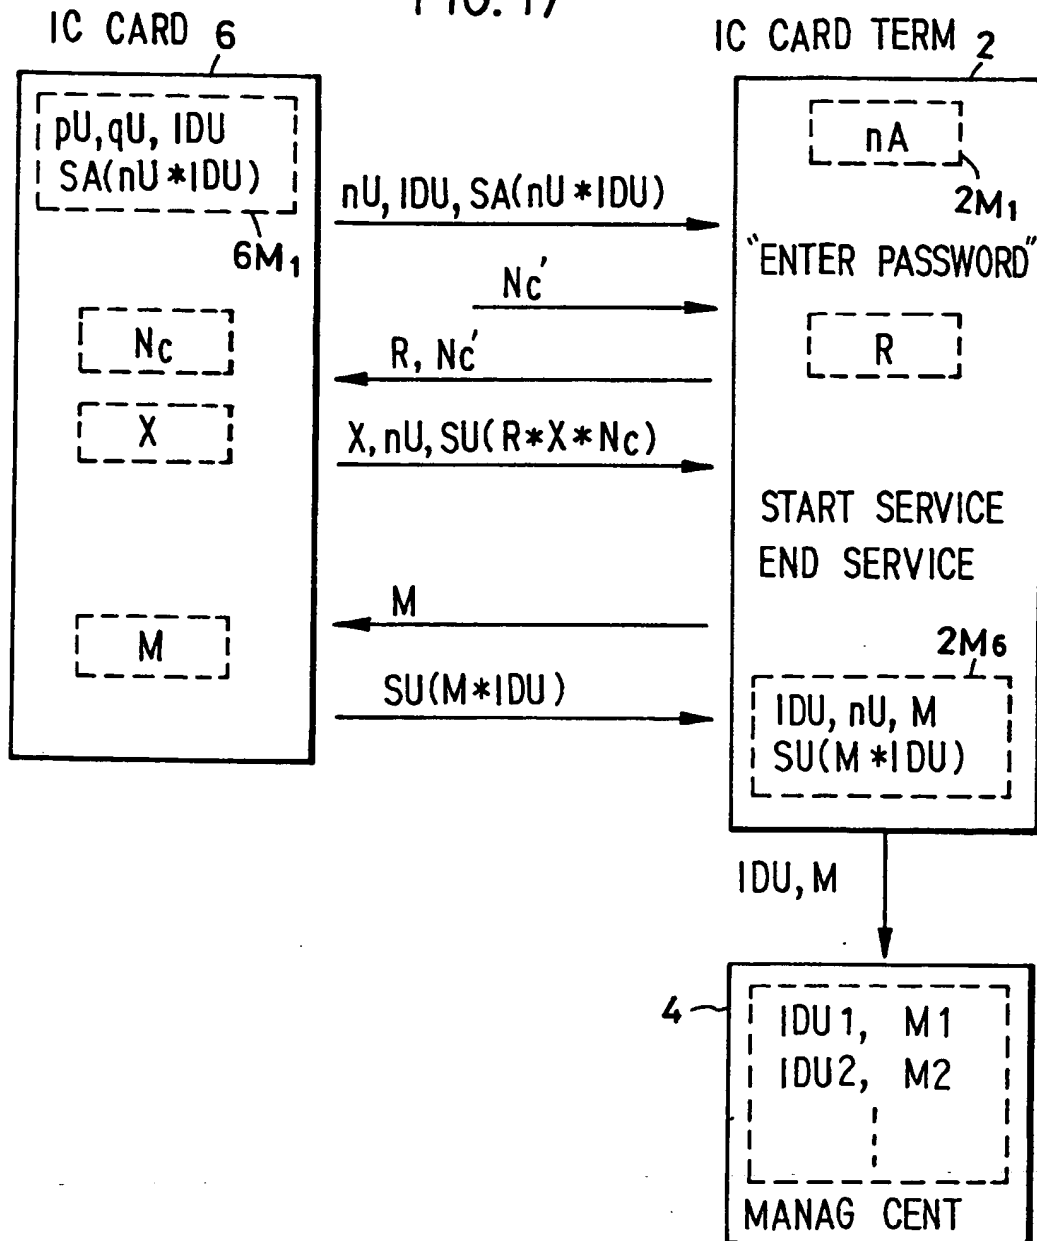 FIG. 17
IC CARD 6
IC CARD TERM 2
pU, qU, IDU
SA(nU*IDU)
6M1
nA
2M1
nU, IDU, SA(nU*IDU)
"ENTER PASSWORD"
Nc'
Nc
R
R, Nc'
X
X, nU, SU(R*X*Nc)
START SERVICE
END SERVICE
M
M
SU(M*IDU)
2M6
IDU, nU, M
SU(M*IDU)
IDU, M
4
IDU1, M1
IDU2, M2
MANAG CENT